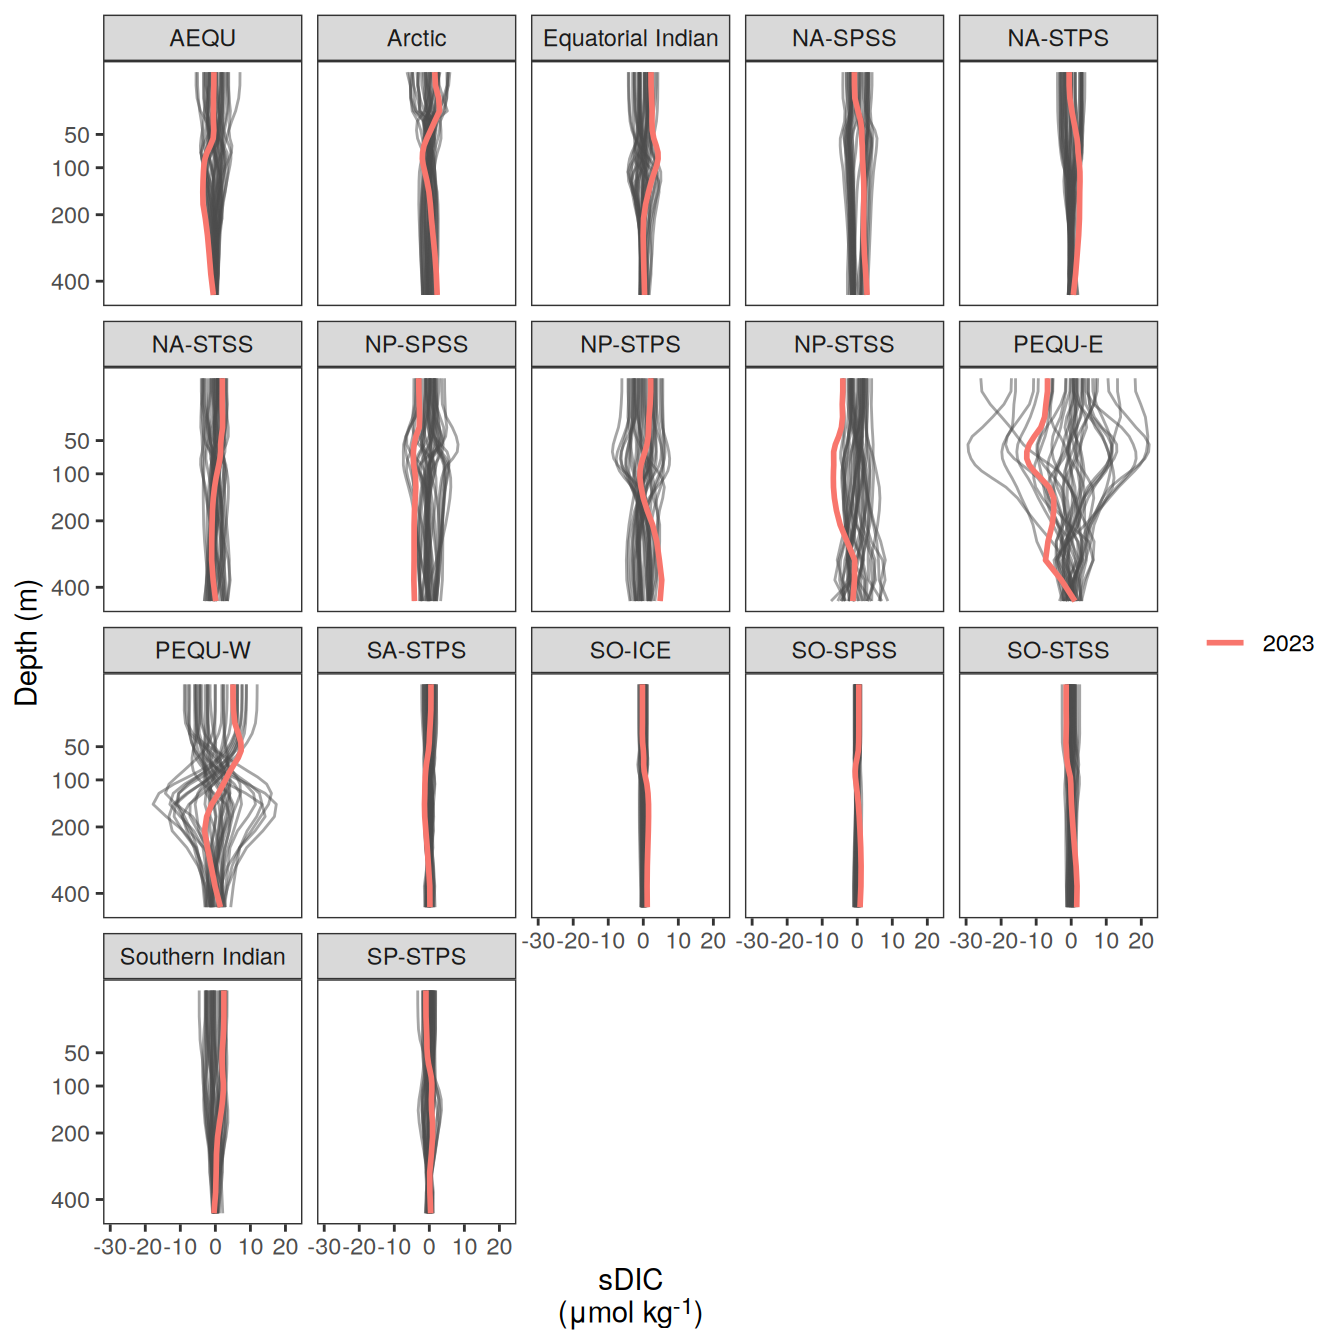 AEQU
Arctic
Equatorial Indian
NA-SPSS
NA-STPS
50
100
200
400
NA-STSS
NP-SPSS
NP-STPS
NP-STSS
PEQU-E
50
100
200
400
Depth (m)
2023
PEQU-W
SA-STPS
SO-ICE
SO-SPSS
SO-STSS
50
100
200
400
-30 -20 -10 0 10 20
-30 -20 -10 0 10 20
-30 -20 -10 0 10 20
Southern Indian
SP-STPS
50
100
200
400
-30 -20 -10 0 10 20
-30 -20 -10 0 10 20
sDIC
(μmol kg⁻¹)